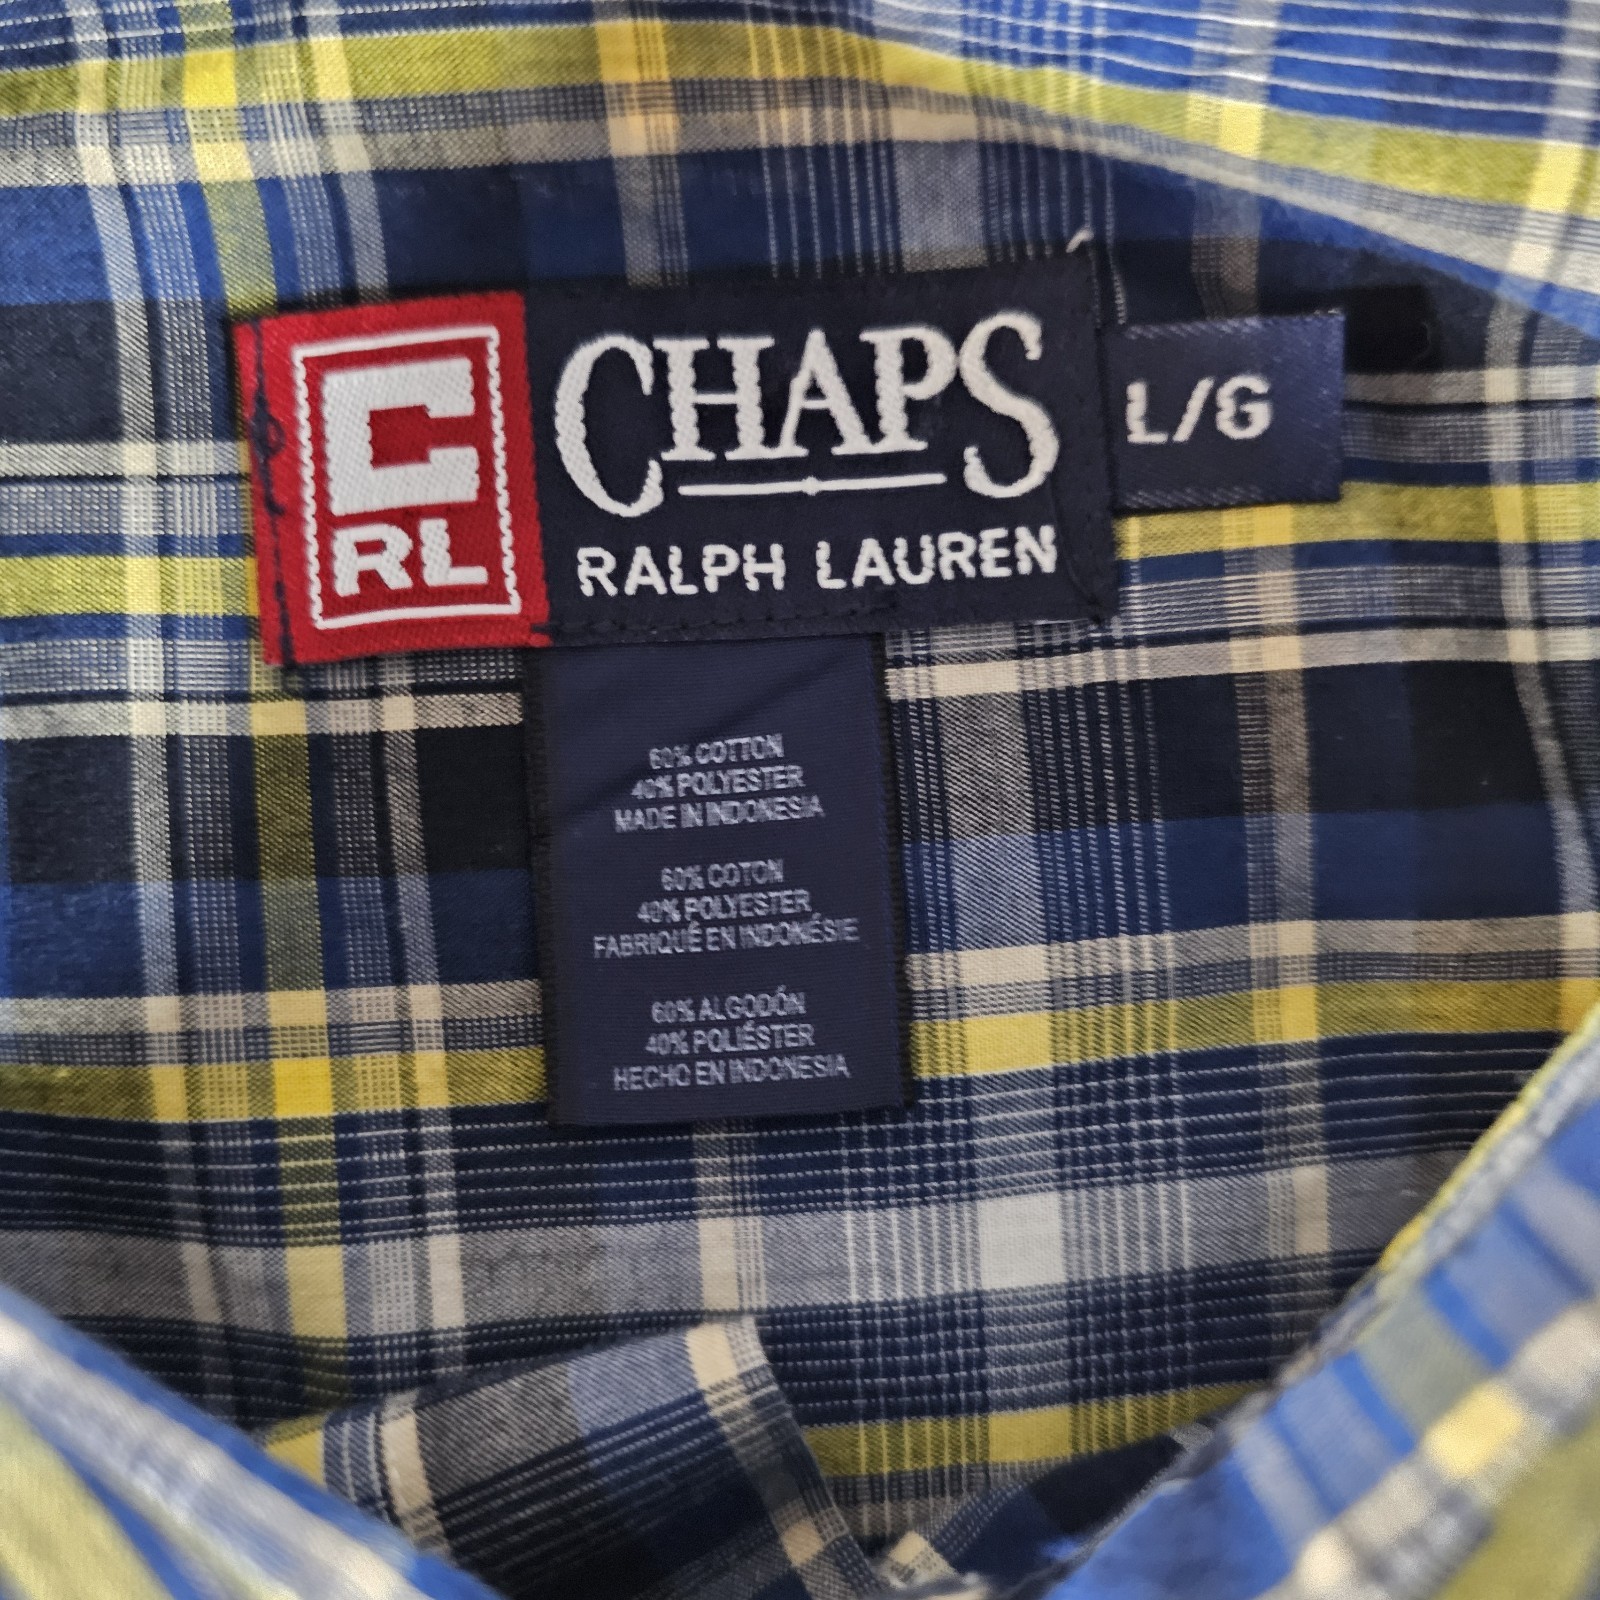 C
RL
CHAPS
RALPH LAUREN
L/G
60% COTTON
40% POLYESTER
MADE IN INDONESIA
60% COTON
40% POLYESTER
FABRIQUÉ EN INDONÉSIE
60% ALGODÓN
40% POLIÉSTER
HECHO EN INDONESIA